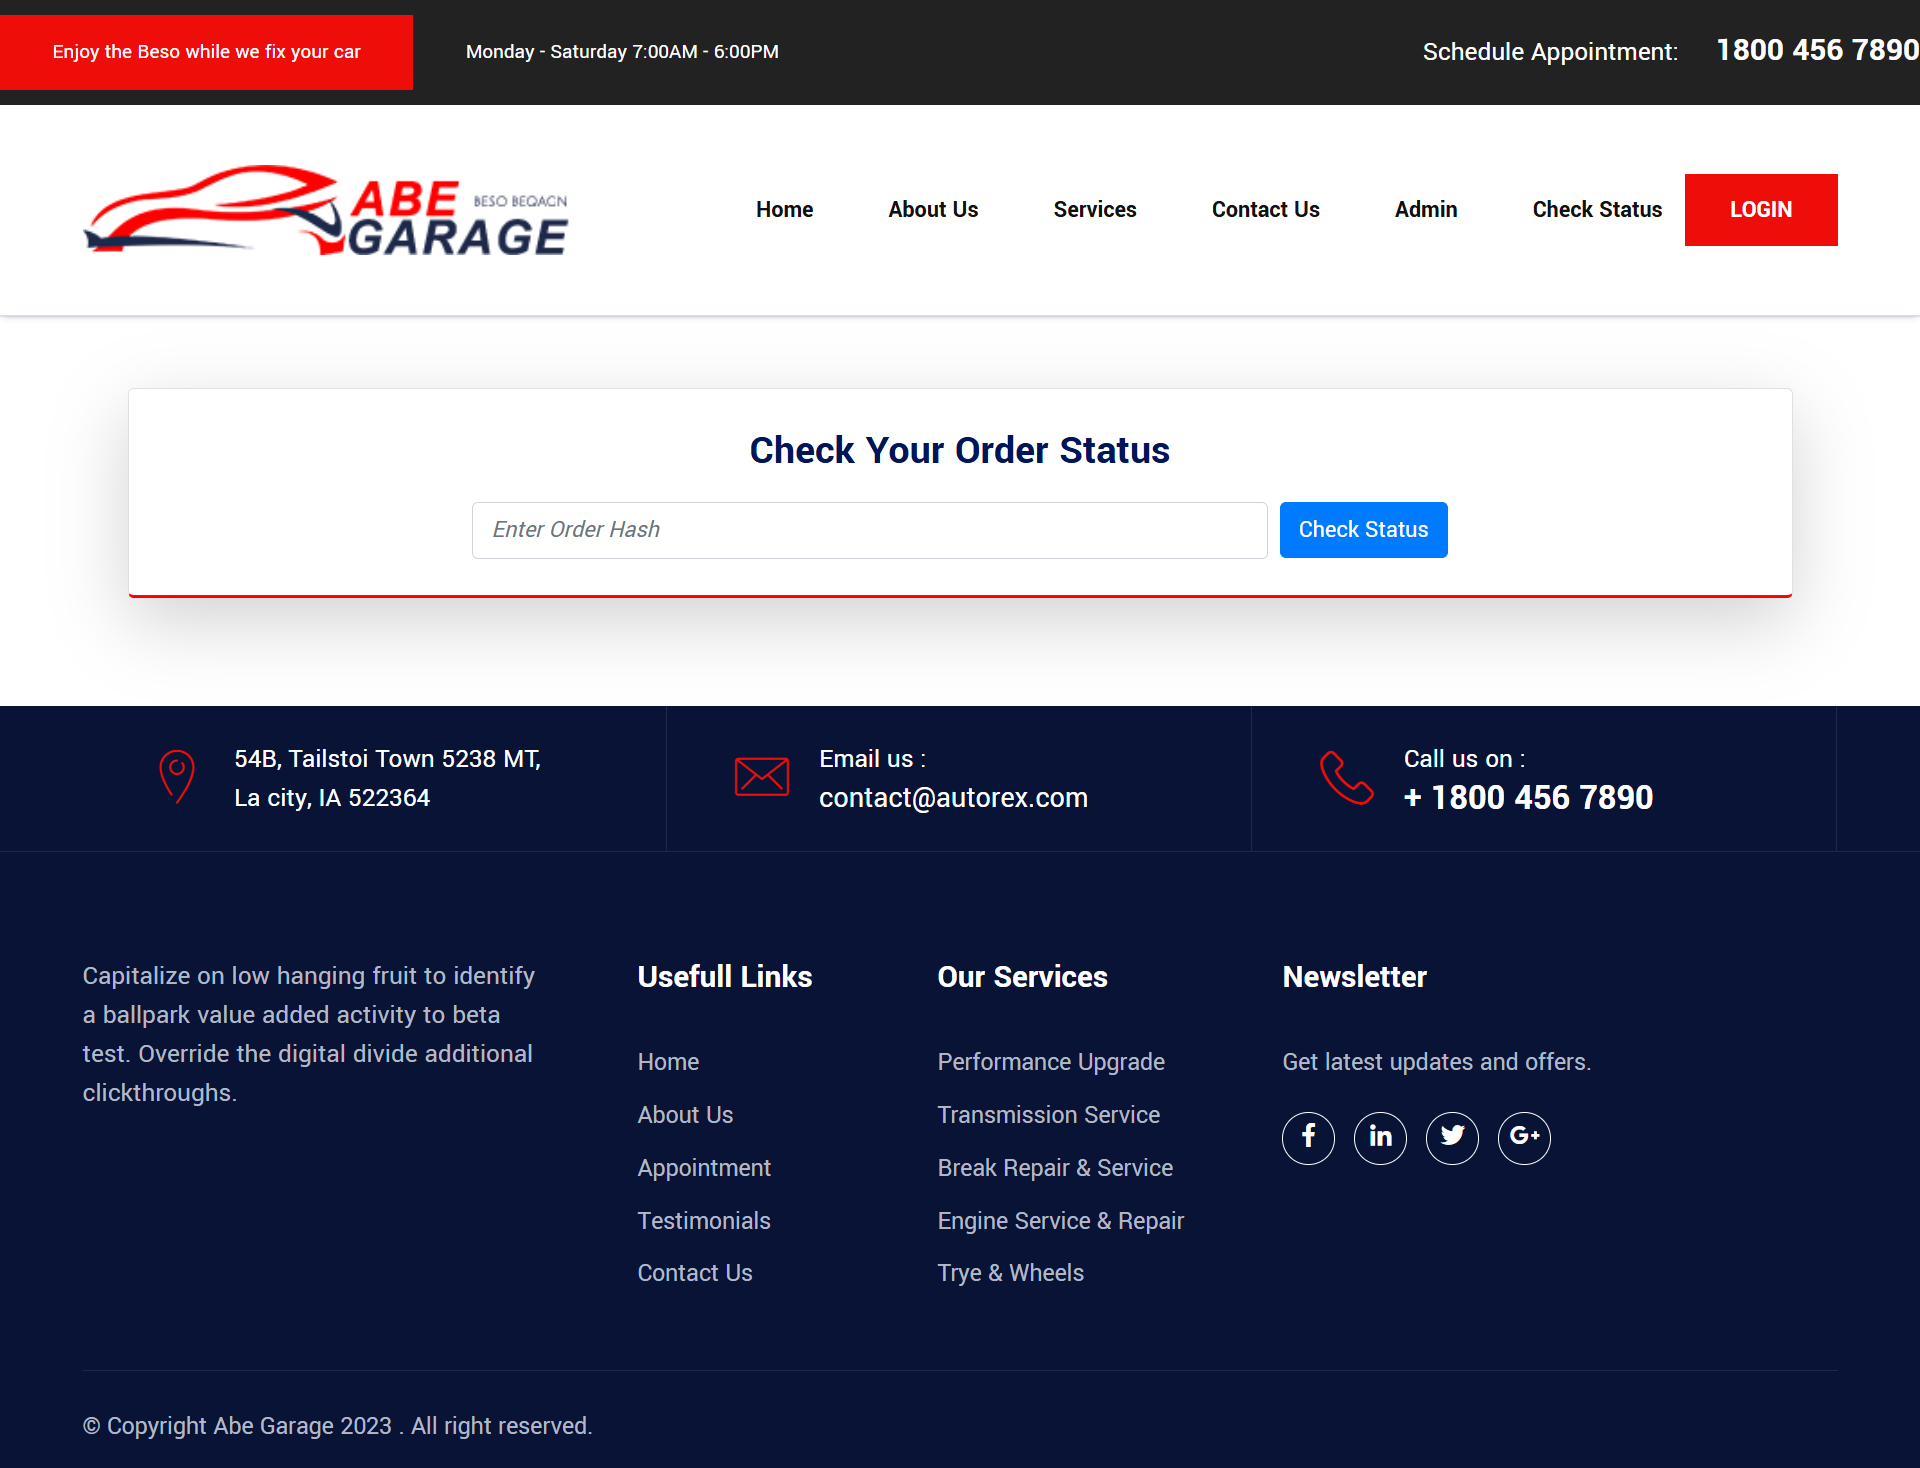 Enjoy the Beso while we fix your car
Monday - Saturday 7:00AM - 6:00PM
Schedule Appointment: 1800 456 7890
ABE BESO BEQACN
GARAGE
Home
About Us
Services
Contact Us
Admin
Check Status
LOGIN
Check Your Order Status
Enter Order Hash
Check Status
54B, Tailstoi Town 5238 MT,
La city, IA 522364
Email us :
contact@autorex.com
Call us on :
+ 1800 456 7890
Capitalize on low hanging fruit to identify
a ballpark value added activity to beta
test. Override the digital divide additional
clickthroughs.
Usefull Links
Home
About Us
Appointment
Testimonials
Contact Us
Our Services
Performance Upgrade
Transmission Service
Break Repair & Service
Engine Service & Repair
Trye & Wheels
Newsletter
Get latest updates and offers.
© Copyright Abe Garage 2023 . All right reserved.